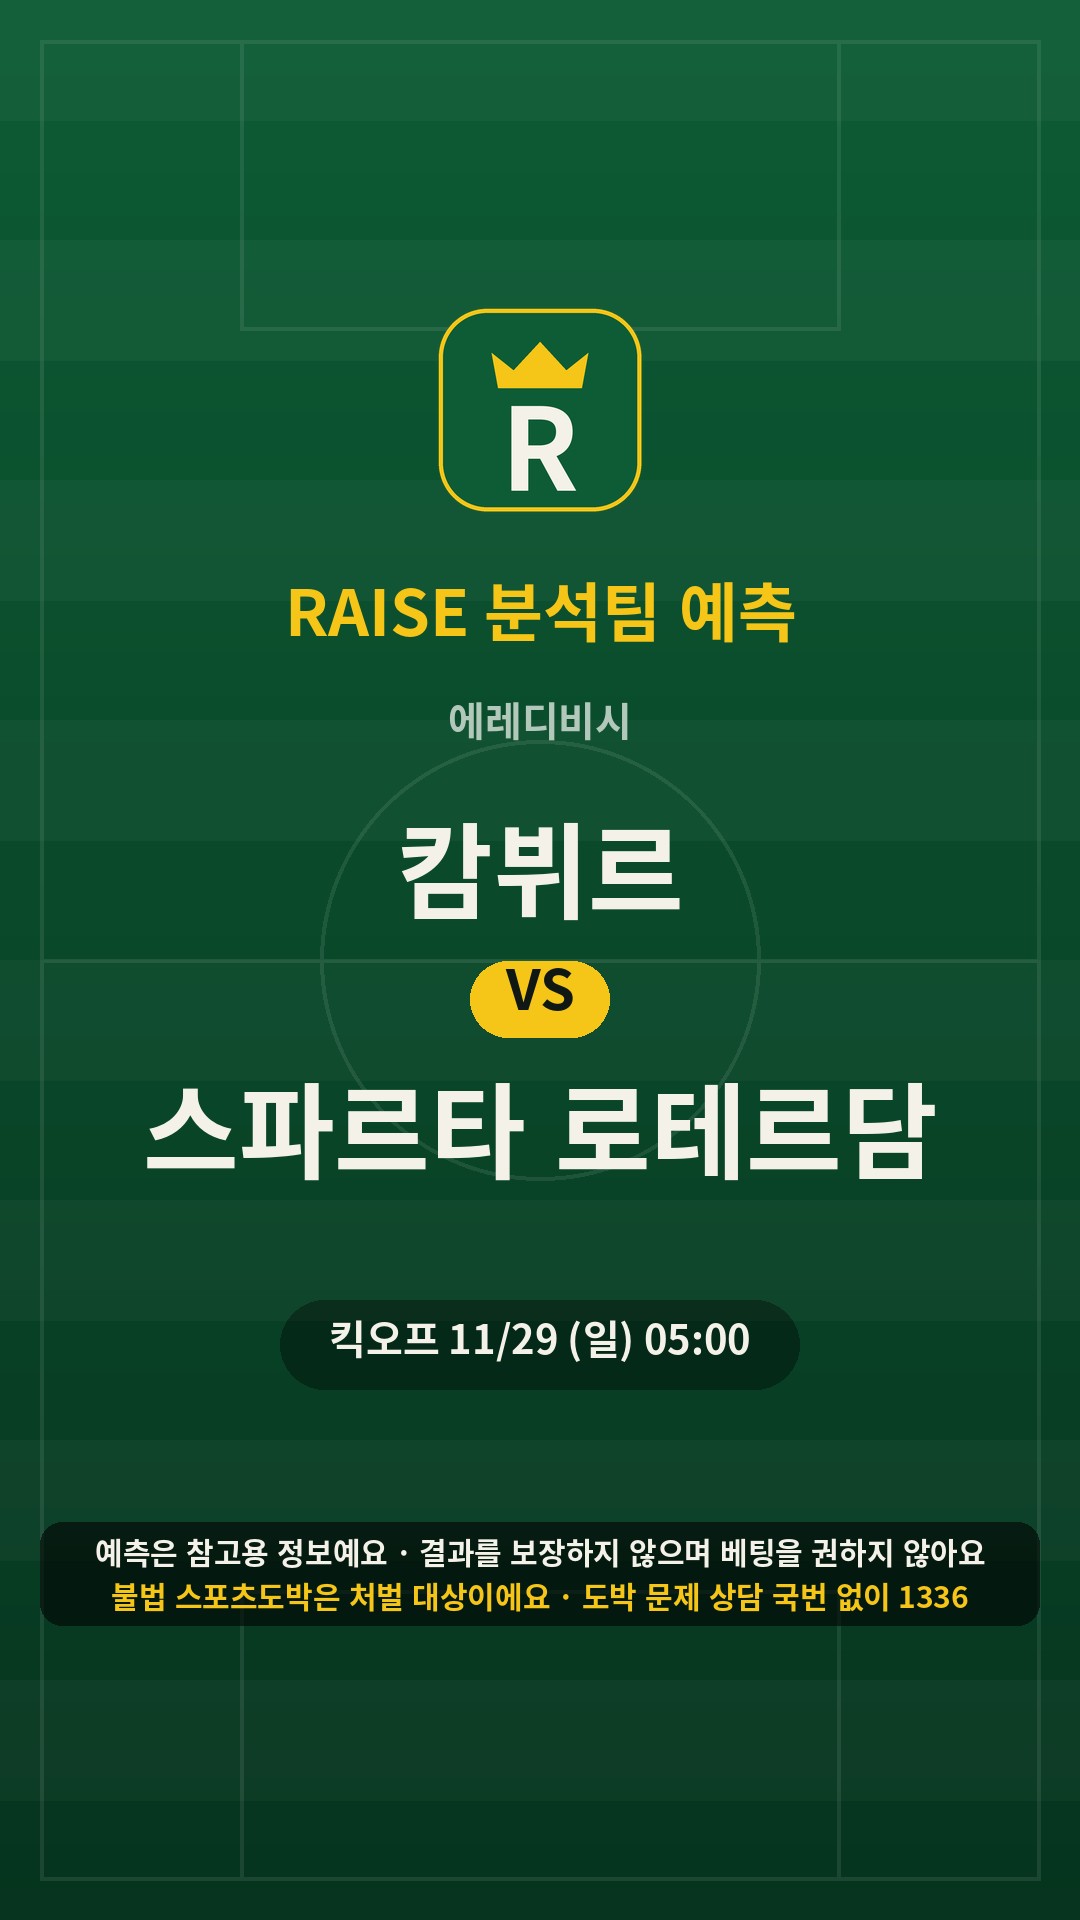 R
RAISE 분석팀 예측
에레디비시
캄뷔르
VS
스파르타 로테르담
킥오프 11/29 (일) 05:00
예측은 참고용 정보예요 · 결과를 보장하지 않으며 베팅을 권하지 않아요
불법 스포츠도박은 처벌 대상이에요 · 도박 문제 상담 국번 없이 1336